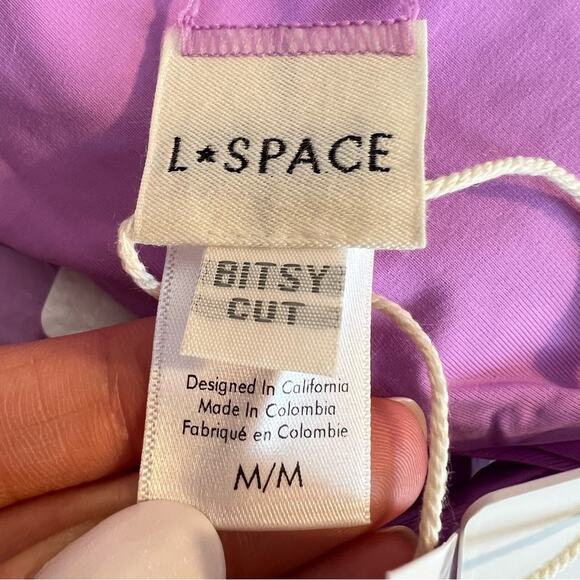 L★SPACE
BITSY
CUT
Designed In California
Made In Colombia
Fabriqué en Colombie
M/M